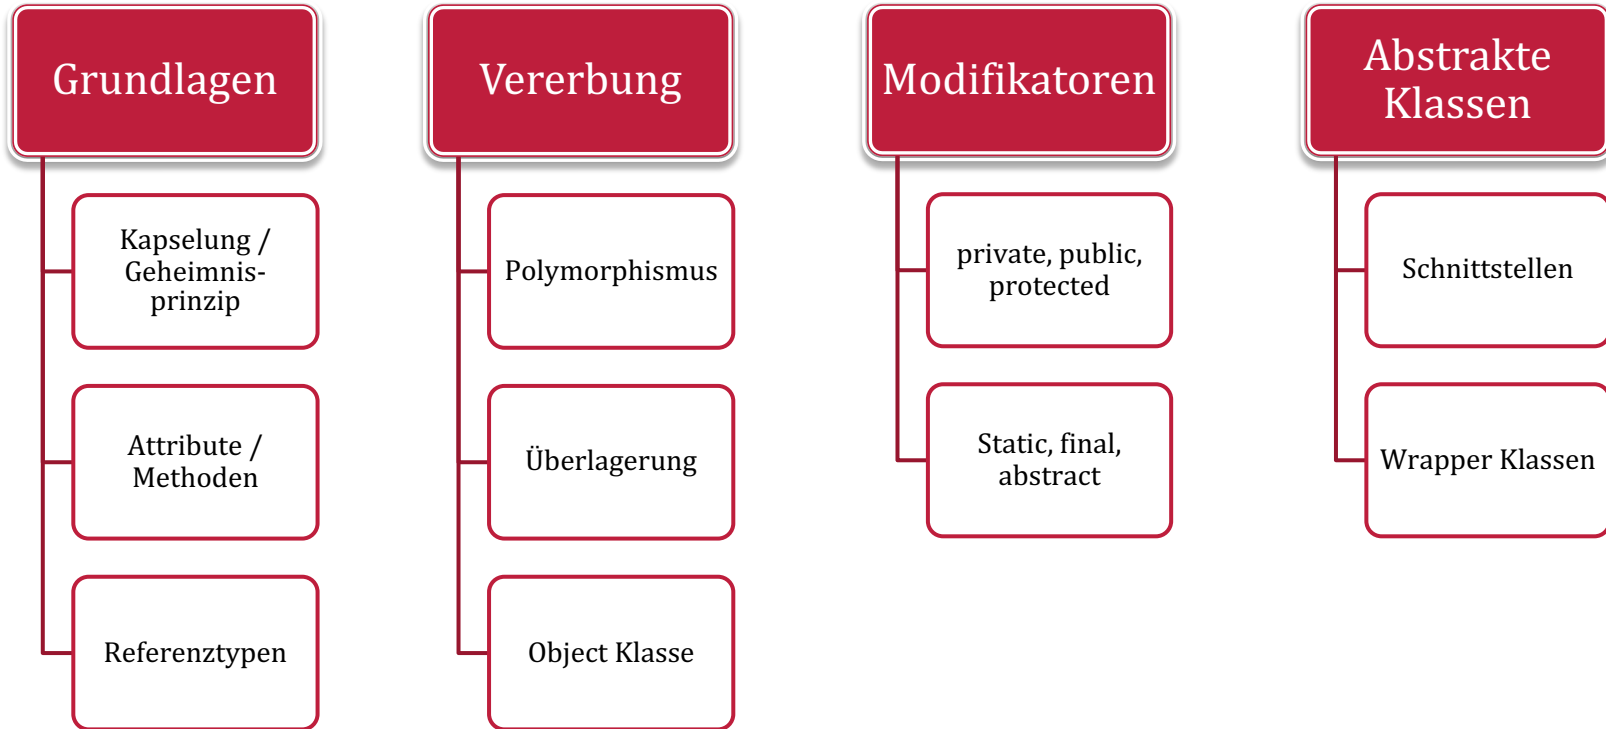 Grundlagen
Kapselung /
Geheimnis-
prinzip
Attribute /
Methoden
Referenztypen
Vererbung
Polymorphismus
Überlagerung
Object Klasse
Modifikatoren
private, public,
protected
Static, final,
abstract
Abstrakte
Klassen
Schnittstellen
Wrapper Klassen